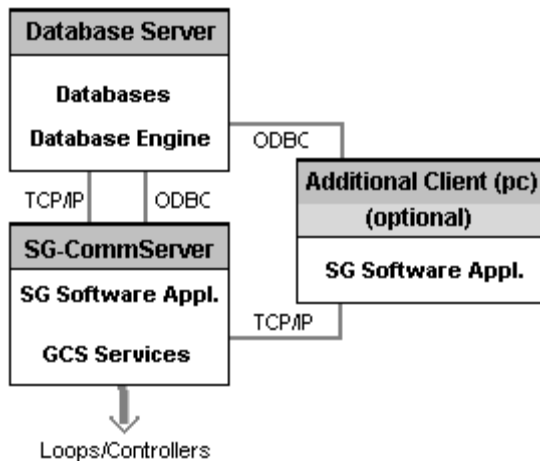 Database Server
Databases
Database Engine
ODBC
Additional Client (pc)
(optional)
SG Software Appl.
TCP/IP
ODBC
SG-CommServer
SG Software Appl.
GCS Services
TCP/IP
Loops/Controllers